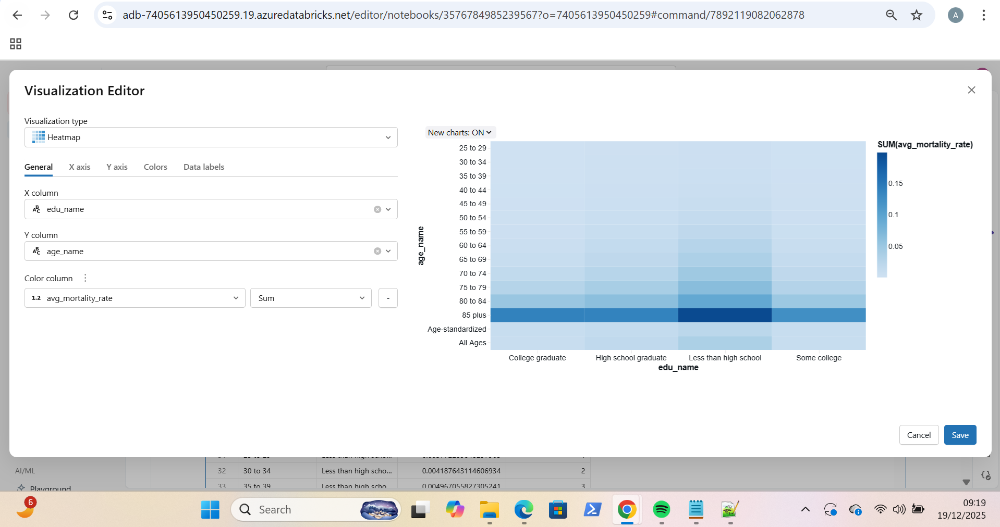 adb-7405613950450259.19.azuredatabricks.net/editor/notebooks/3576784985239567?o=7405613950450259#command/7892119082062878
A
Visualization Editor
Visualization type
Heatmap
General X axis Y axis Colors Data labels
X column
edu_name
Y column
age_name
Color column
1.2 avg_mortality_rate Sum -
New charts: ON
age_name
25 to 29
30 to 34
35 to 39
40 to 44
45 to 49
50 to 54
55 to 59
60 to 64
65 to 69
70 to 74
75 to 79
80 to 84
85 plus
Age-standardized
All Ages
College graduate High school graduate Less than high school Some college
edu_name
SUM(avg_mortality_rate)
0.15
0.1
0.05
Cancel Save
AI/ML
Playground
32 30 to 34 Less than high scho... 0.004187643114606934 2
33 35 to 39 Less than high scho... 0.004967055827305241 3
6
Search
09:19
19/12/2025